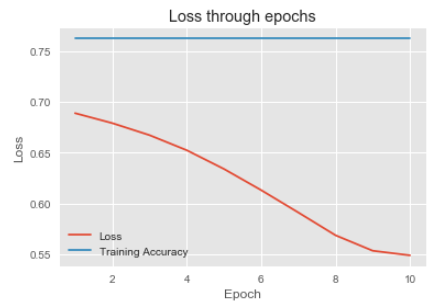 Loss through epochs
0.75
0.70
0.65
0.60
0.55
Loss
Loss
Training Accuracy
2 4 6 8 10
Epoch